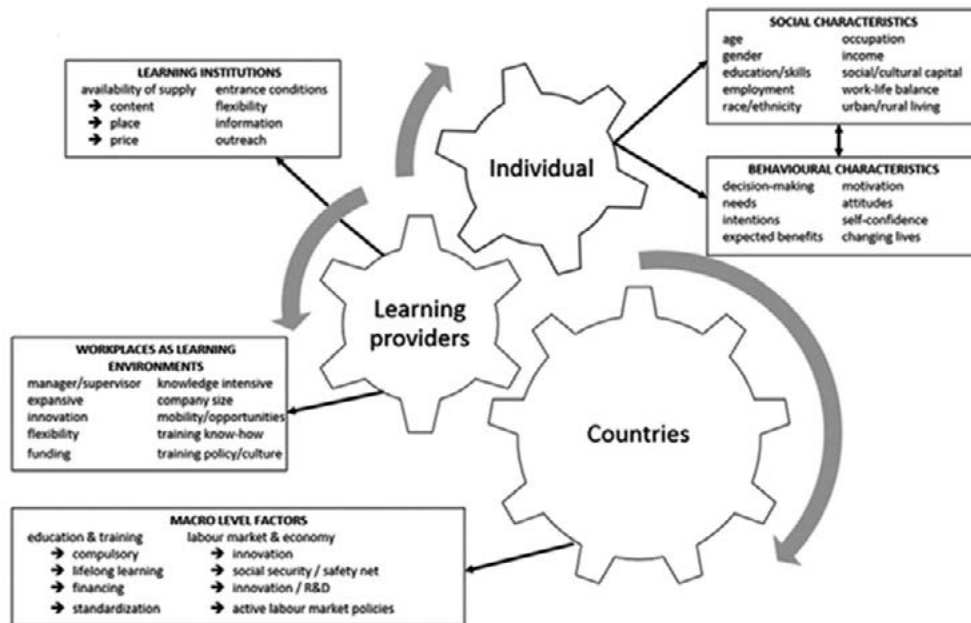 SOCIAL CHARACTERISTICS
age occupation
gender income
education/skills social/cultural capital
employment work-life balance
race/ethnicity urban/rural living
LEARNING INSTITUTIONS
availability of supply entrance conditions
→ content flexibility
→ place information
→ price outreach
Individual
BEHAVIOURAL CHARACTERISTICS
decision-making motivation
needs attitudes
intentions self-confidence
expected benefits changing lives
Learning
providers
WORKPLACES AS LEARNING
ENVIRONMENTS
manager/supervisor knowledge intensive
expansive company size
innovation mobility/opportunities
flexibility training know-how
funding training policy/culture
Countries
MACRO LEVEL FACTORS
education & training labour market & economy
→ compulsory → innovation
→ lifelong learning → social security / safety net
→ financing → innovation / R&D
→ standardization → active labour market policies